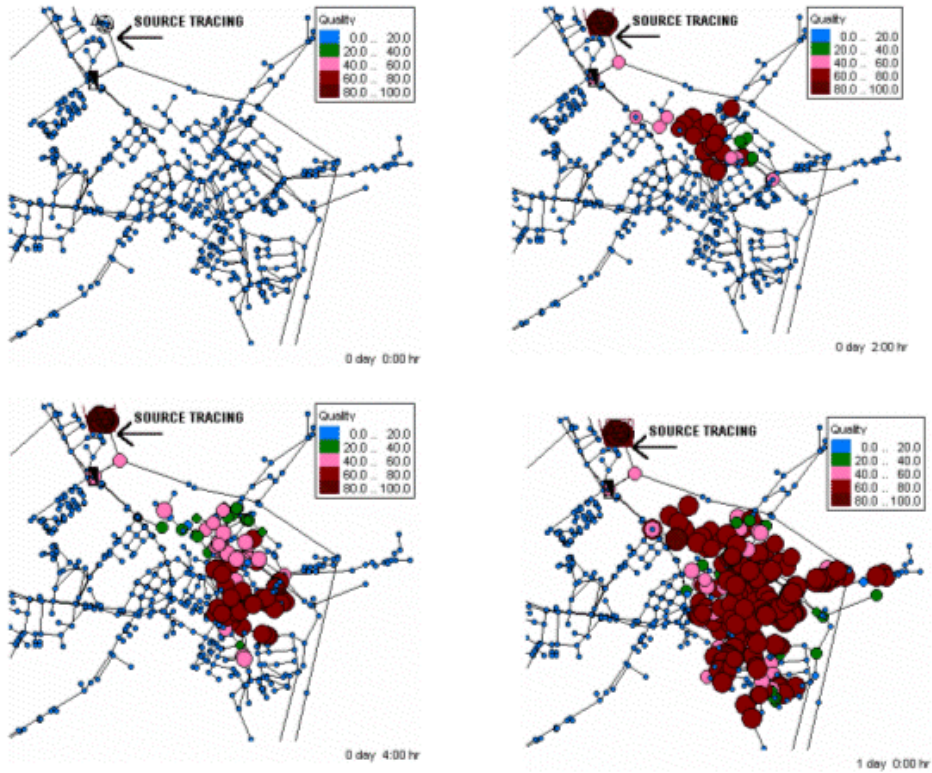 SOURCE TRACING
Quality
0.0 .. 20.0
20.0 .. 40.0
40.0 .. 60.0
60.0 .. 80.0
80.0 .. 100.0
0 day 0:00 hr
SOURCE TRACING
Quality
0.0 .. 20.0
20.0 .. 40.0
40.0 .. 60.0
60.0 .. 80.0
80.0 .. 100.0
0 day 2:00 hr
SOURCE TRACING
Quality
0.0 .. 20.0
20.0 .. 40.0
40.0 .. 60.0
60.0 .. 80.0
80.0 .. 100.0
0 day 4:00 hr
SOURCE TRACING
Quality
0.0 .. 20.0
20.0 .. 40.0
40.0 .. 60.0
60.0 .. 80.0
80.0 .. 100.0
1 day 0:00 hr